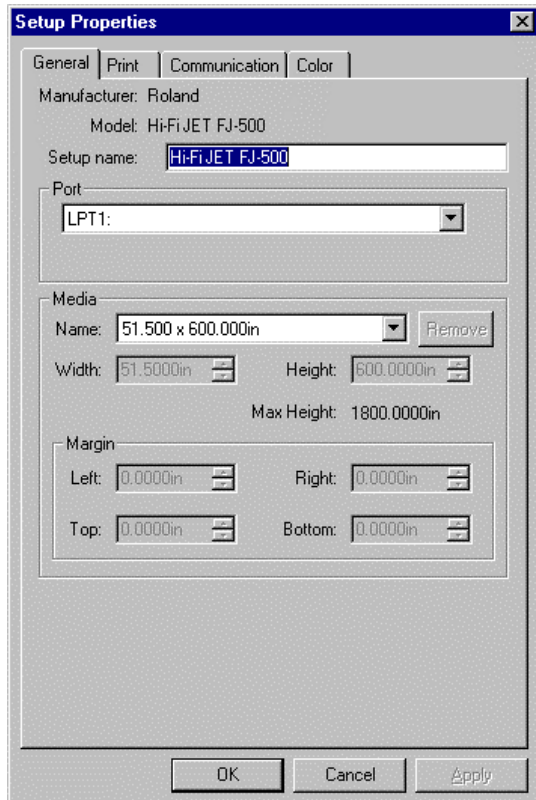 Setup Properties
General Print Communication Color
Manufacturer: Roland
Model: Hi-Fi JET FJ-500
Setup name: Hi-Fi JET FJ-500
Port
LPT1:
Media
Name: 51.500 x 600.000in Remove
Width: 51.5000in Height: 600.0000in
Max Height: 1800.0000in
Margin
Left: 0.0000in Right: 0.0000in
Top: 0.0000in Bottom: 0.0000in
OK Cancel Apply